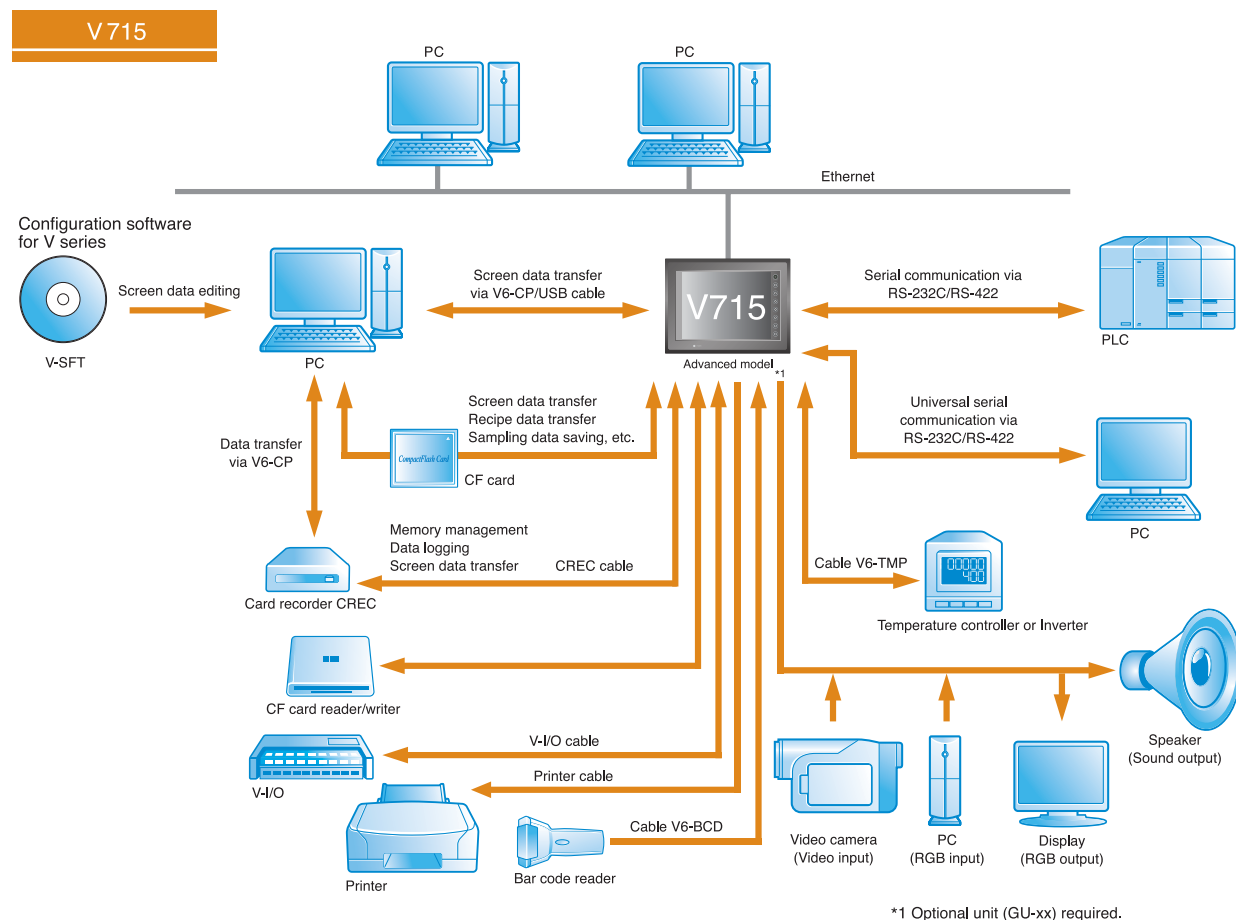 V 715
PC
PC
Ethernet
Configuration software
for V series
Screen data editing
V-SFT
PC
Screen data transfer
via V6-CP/USB cable
V715
Advanced model
*1
Serial communication via
RS-232C/RS-422
PLC
Data transfer
via V6-CP
Screen data transfer
Recipe data transfer
Sampling data saving, etc.
CompactFlash Card
CF card
Universal serial
communication via
RS-232C/RS-422
PC
Memory management
Data logging
Screen data transfer
CREC cable
Card recorder CREC
Cable V6-TMP
00000
400
Temperature controller or Inverter
CF card reader/writer
V-I/O cable
V-I/O
Printer cable
Printer
Cable V6-BCD
Bar code reader
Speaker
(Sound output)
Video camera
(Video input)
PC
(RGB input)
Display
(RGB output)
*1 Optional unit (GU-xx) required.